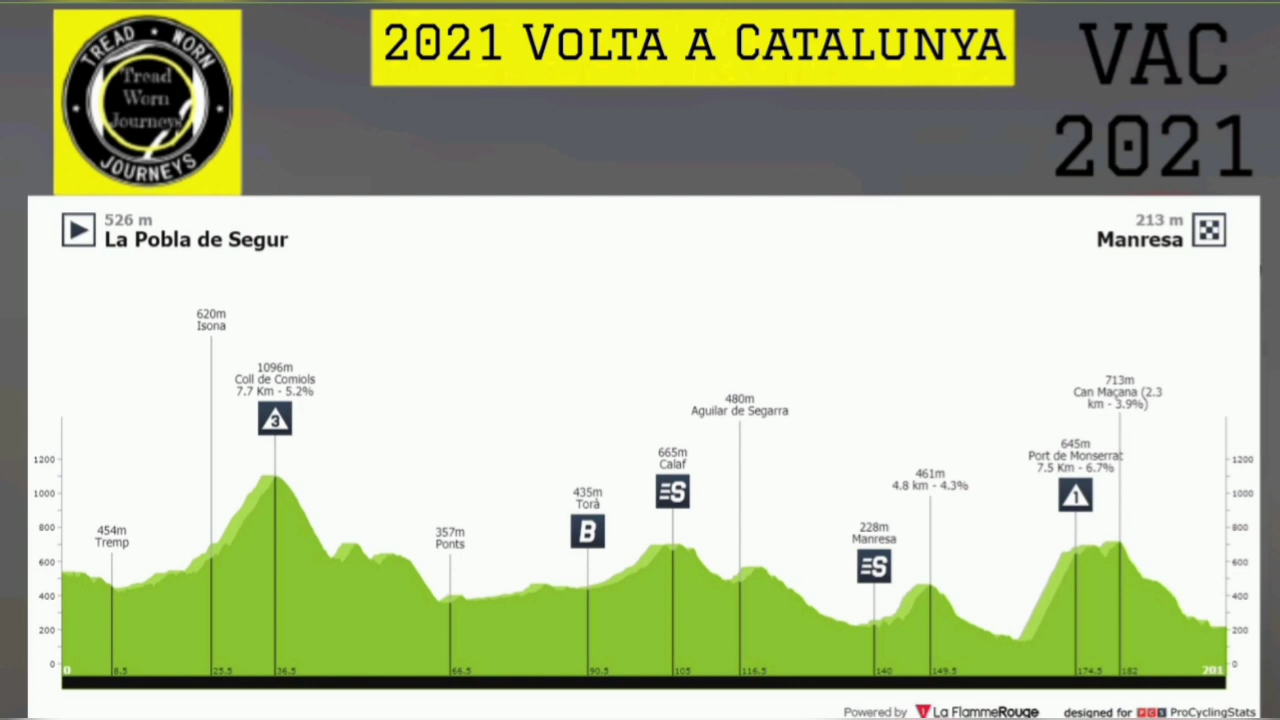 TREAD • WORN
Tread
Worn
Journeys
JOURNEYS
2021 VOLTA A CATALUNYA
VAC
2021
526 m
La Pobla de Segur
213 m
Manresa
620m
Isona
1096m
Coll de Comiols
7.7 Km - 5.2%
3
713m
Can Maçana (2.3
km - 3.9%)
480m
Aguilar de Segarra
665m
Calaf
S
645m
Port de Monserrat
7.5 Km - 6.7%
1
461m
4.8 km - 4.3%
435m
Torà
B
454m
Tremp
357m
Ponts
228m
Manresa
S
1200 1200
1000 1000
800 800
600 600
400 400
200 200
0 0
0 8.5 25.5 36.5 66.5 90.5 105 116.5 140 149.5 174.5 182 201
Powered by La FlammeRouge designed for PCS ProCyclingStats